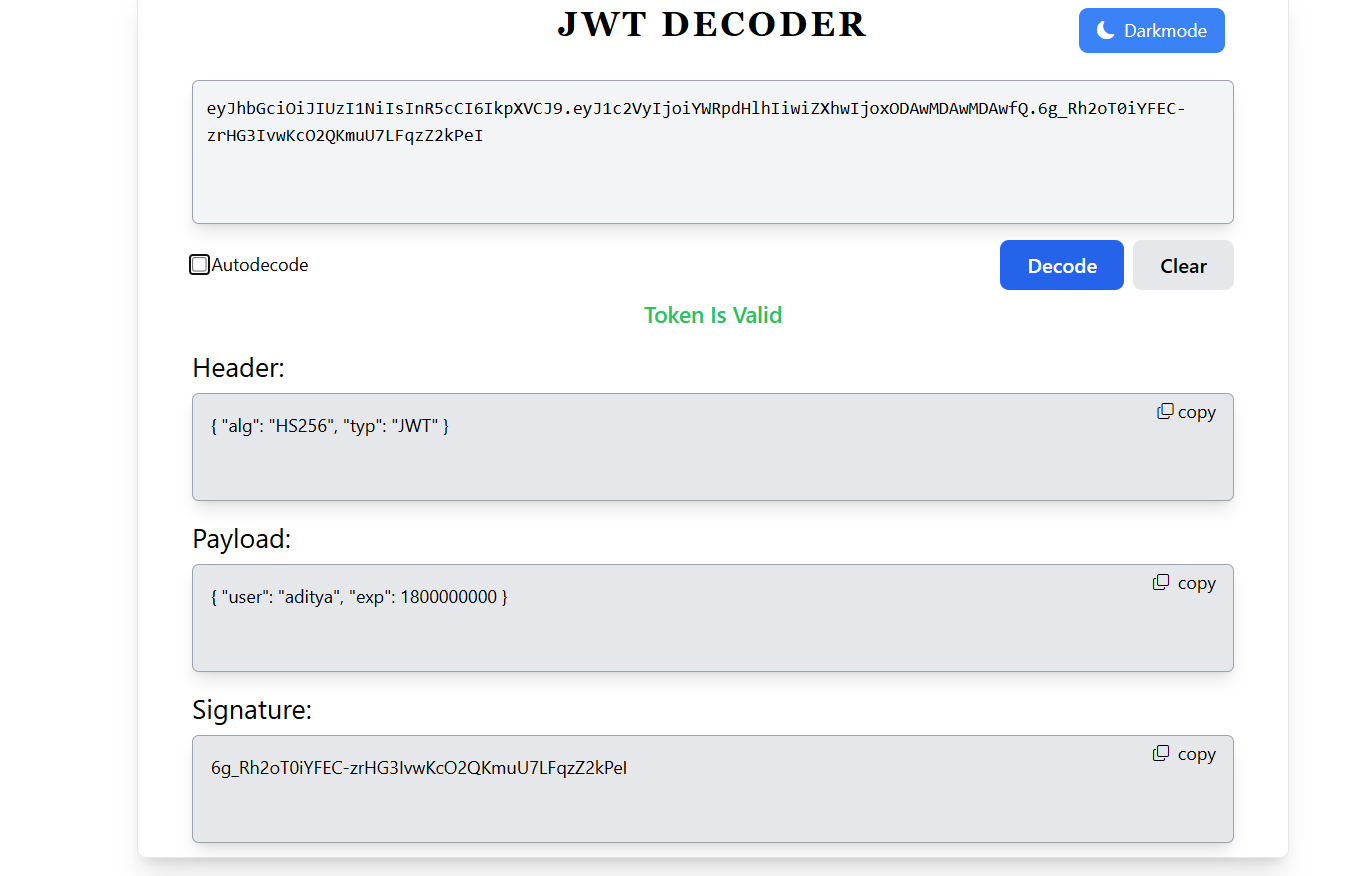 JWT DECODER
Darkmode
eyJhbGciOiJIUzI1NiIsInR5cCI6IkpXVCJ9.eyJ1c2VyIjoiYWRpdHlhIiwiZXhwIjoxODAwMDAwMDAwfQ.6g_Rh2oT0iYFEC-
zrHG3IvwKcO2QKmuU7LFqzZ2kPeI
Autodecode
Decode
Clear
Token Is Valid
Header:
copy
{ "alg": "HS256", "typ": "JWT" }
Payload:
copy
{ "user": "aditya", "exp": 1800000000 }
Signature:
copy
6g_Rh2oT0iYFEC-zrHG3IvwKcO2QKmuU7LFqzZ2kPeI